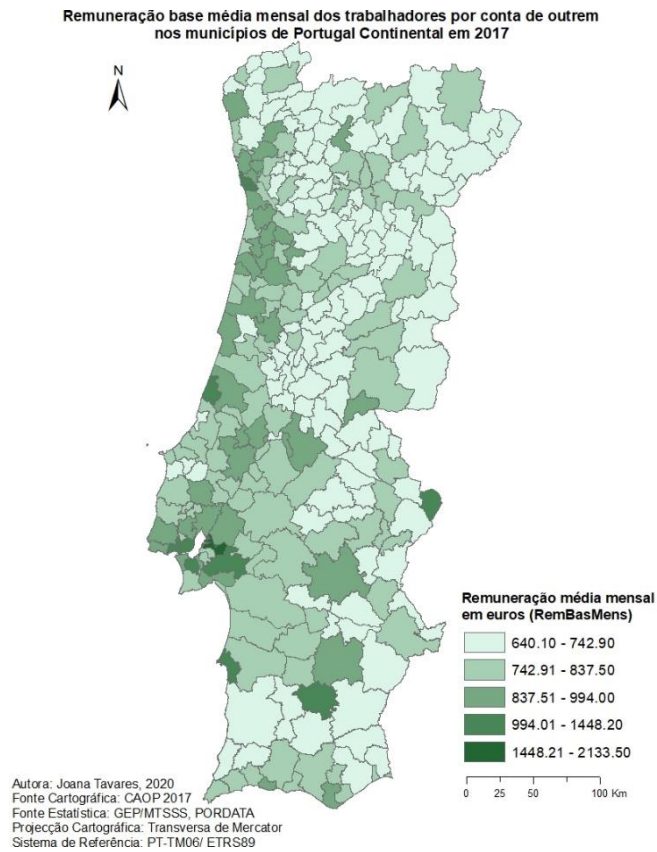 Remuneração base média mensal dos trabalhadores por conta de outrem
nos municípios de Portugal Continental em 2017
N
Remuneração média mensal
em euros (RemBasMens)
640.10 - 742.90
742.91 - 837.50
837.51 - 994.00
994.01 - 1448.20
1448.21 - 2133.50
0 25 50 100 Km
Autora: Joana Tavares, 2020
Fonte Cartográfica: CAOP 2017
Fonte Estatística: GEP/MTSSS, PORDATA
Projecção Cartográfica: Transversa de Mercator
Sistema de Referência: PT-TM06/ ETRS89